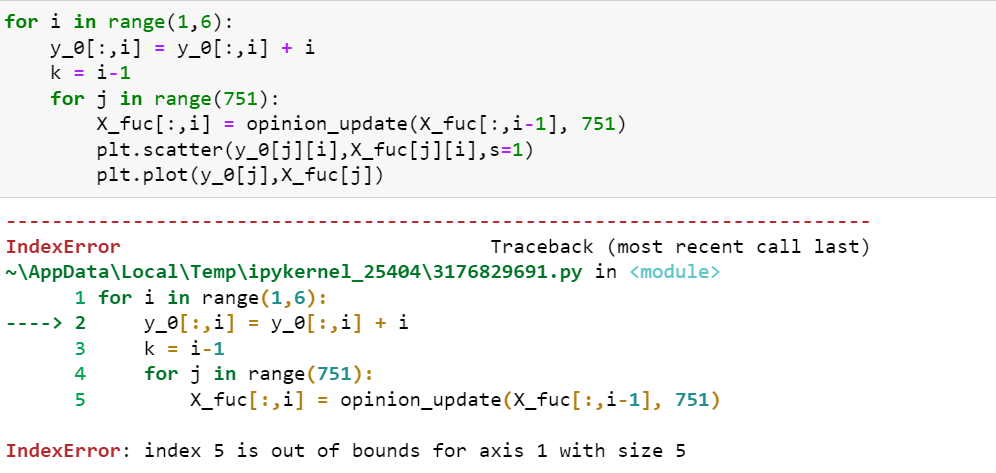 for i in range(1,6):
    y_0[:,i] = y_0[:,i] + i
    k = i-1
    for j in range(751):
        X_fuc[:,i] = opinion_update(X_fuc[:,i-1], 751)
        plt.scatter(y_0[j][i],X_fuc[j][i],s=1)
        plt.plot(y_0[j],X_fuc[j])
---------------------------------------------------------------------------
IndexError                                Traceback (most recent call last)
~\AppData\Local\Temp\ipykernel_25404\3176829691.py in <module>
      1 for i in range(1,6):
----> 2     y_0[:,i] = y_0[:,i] + i
      3     k = i-1
      4     for j in range(751):
      5         X_fuc[:,i] = opinion_update(X_fuc[:,i-1], 751)
IndexError: index 5 is out of bounds for axis 1 with size 5